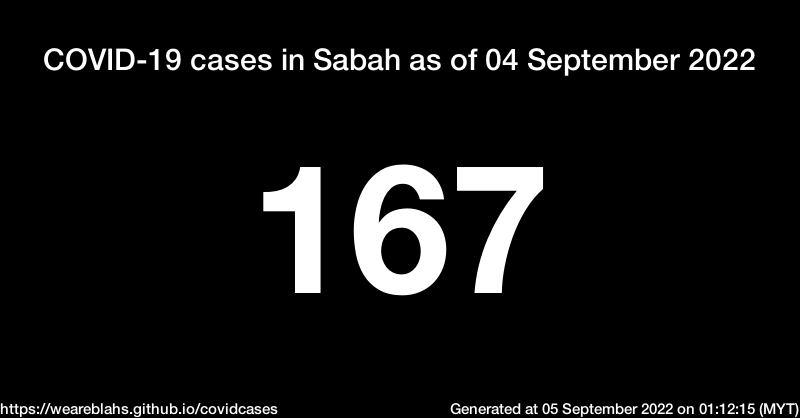 COVID-19 cases in Sabah as of 04 September 2022
167
https://weareblahs.github.io/covidcases
Generated at 05 September 2022 on 01:12:15 (MYT)